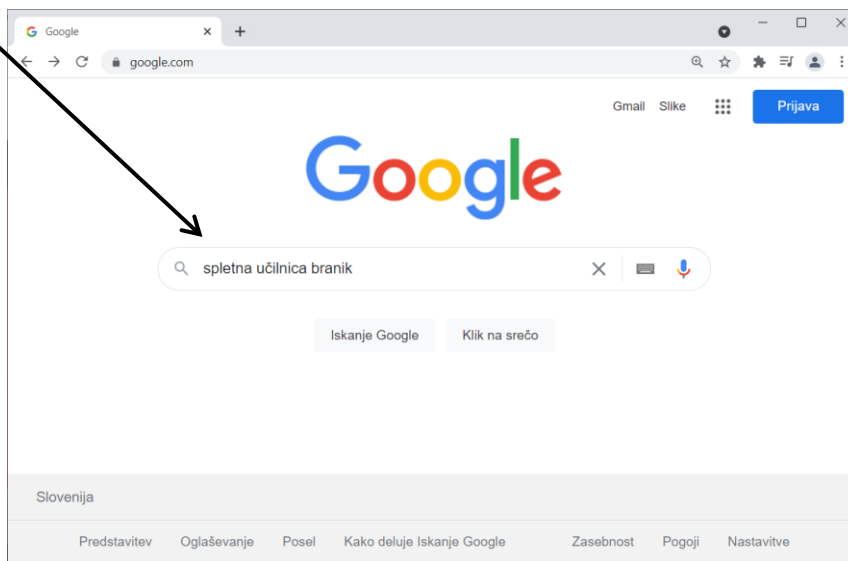 Google
google.com
Gmail Slike Prijava
Google
spletna učilnica branik
Iskanje Google Klik na srečo
Slovenija
Predstavitev Oglaševanje Posel Kako deluje Iskanje Google Zasebnost Pogoji Nastavitve